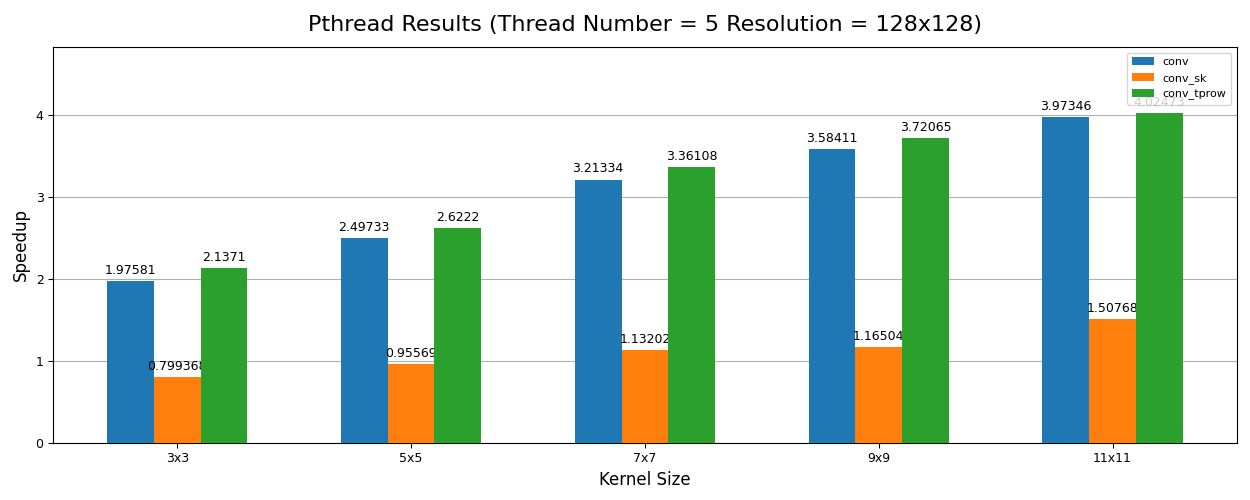 Pthread Results (Thread Number = 5 Resolution = 128x128)
conv
conv_sk
conv_tprow
4.02473
3.97346
3.72065
3.58411
3.36108
3.21334
2.6222
2.49733
2.1371
1.97581
1.50768
1.16504
1.13202
0.95569
0.799368
4
3
2
1
0
Speedup
3x3
5x5
7x7
9x9
11x11
Kernel Size